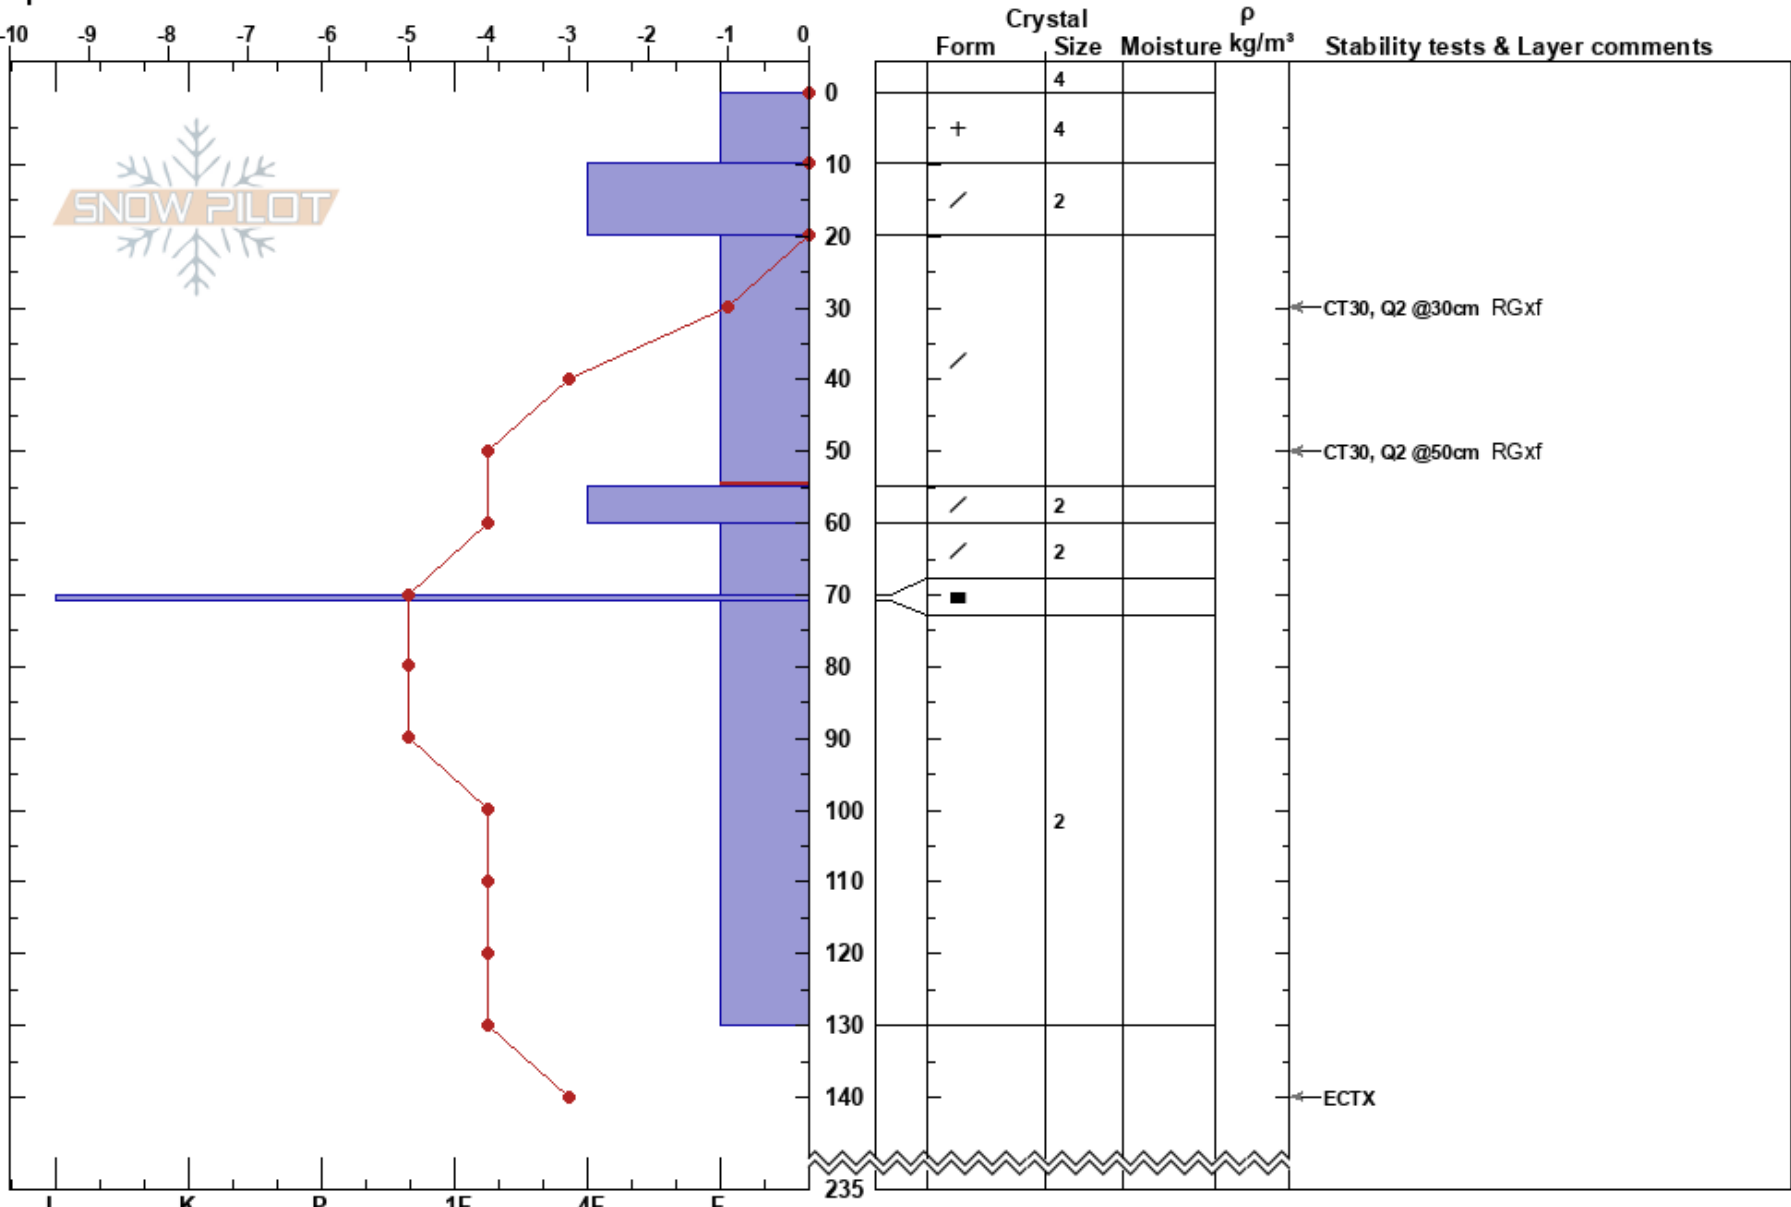 Crystal ρ
-10 -9 -8 -7 -6 -5 -4 -3 -2 -1 0 Form Size Moisture kg/m³ Stability tests & Layer comments
4
0
+ 4
10
SNOW PILOT 2
20
30 CT30, Q2 @30cm RGxf
40
50 CT30, Q2 @50cm RGxf
2
60
2
70
80
90
100
2
110
120
130
140 ECTX
235
I K P 1F 4F F